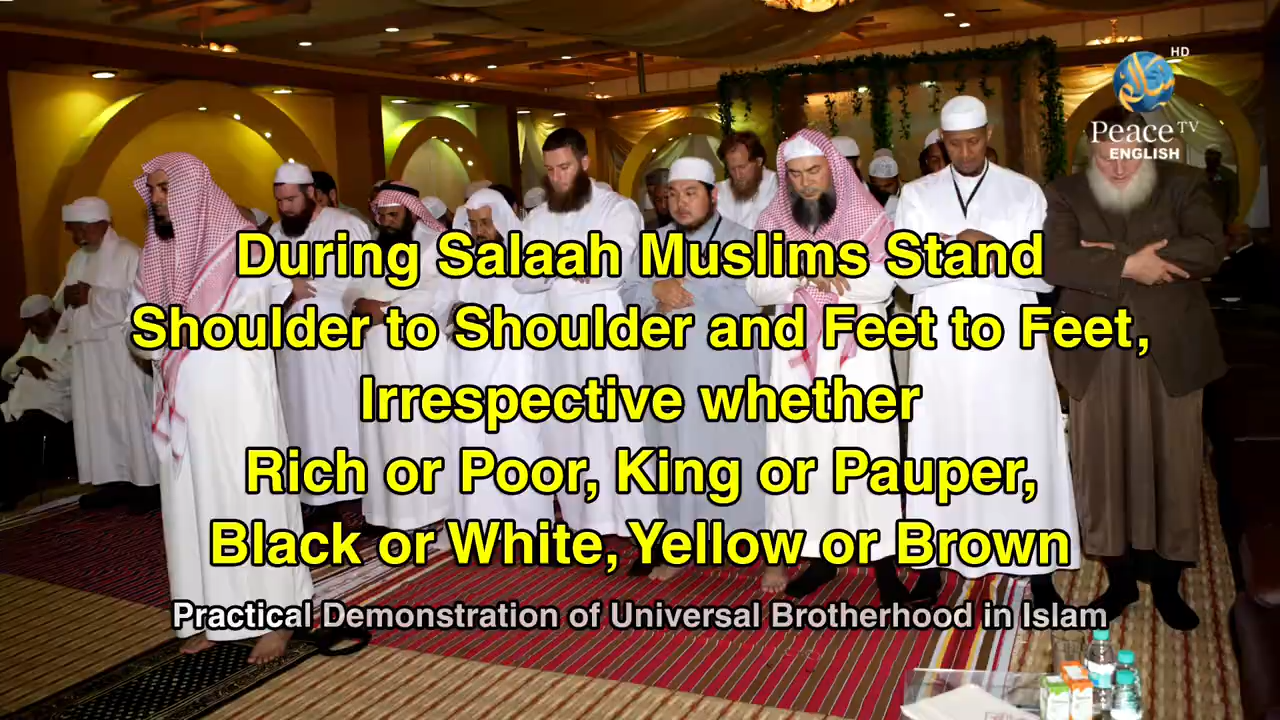 HD
سلام
Peace TV
ENGLISH
During Salaah Muslims Stand
Shoulder to Shoulder and Feet to Feet,
Irrespective whether
Rich or Poor, King or Pauper,
Black or White, Yellow or Brown
Practical Demonstration of Universal Brotherhood in Islam